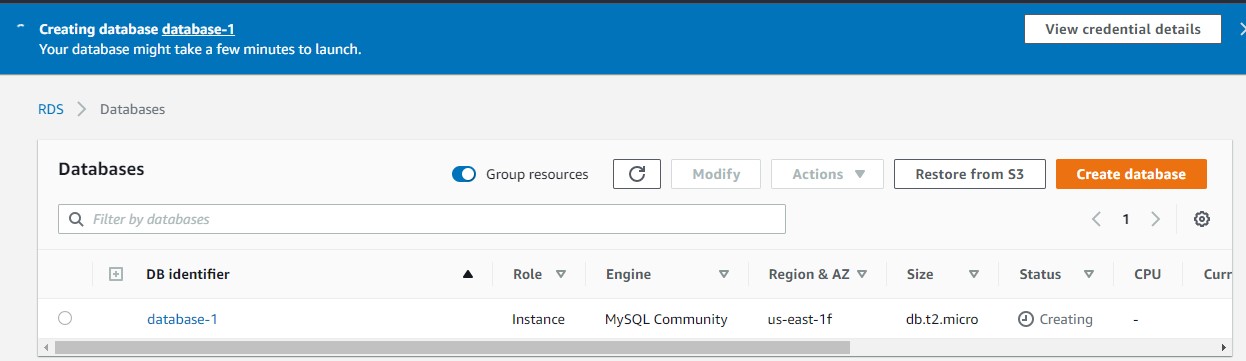 Creating database database-1
View credential details
Your database might take a few minutes to launch.
RDS > Databases
Databases
Group resources
Modify
Actions
Restore from S3
Create database
Filter by databases
1
DB identifier Role Engine Region & AZ Size Status CPU Curr
database-1 Instance MySQL Community us-east-1f db.t2.micro Creating -